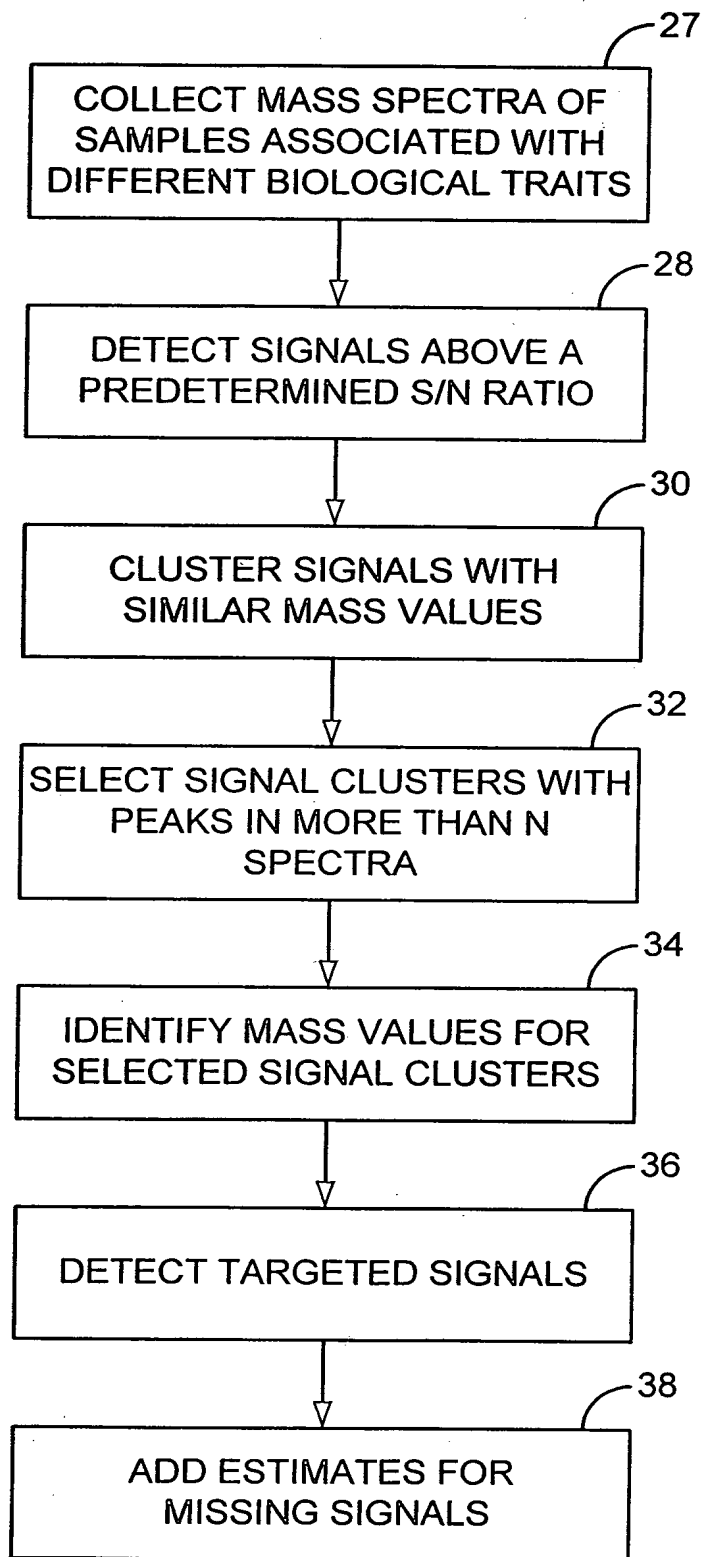 27
COLLECT MASS SPECTRA OF
SAMPLES ASSOCIATED WITH
DIFFERENT BIOLOGICAL TRAITS
28
DETECT SIGNALS ABOVE A
PREDETERMINED S/N RATIO
30
CLUSTER SIGNALS WITH
SIMILAR MASS VALUES
32
SELECT SIGNAL CLUSTERS WITH
PEAKS IN MORE THAN N
SPECTRA
34
IDENTIFY MASS VALUES FOR
SELECTED SIGNAL CLUSTERS
36
DETECT TARGETED SIGNALS
38
ADD ESTIMATES FOR
MISSING SIGNALS